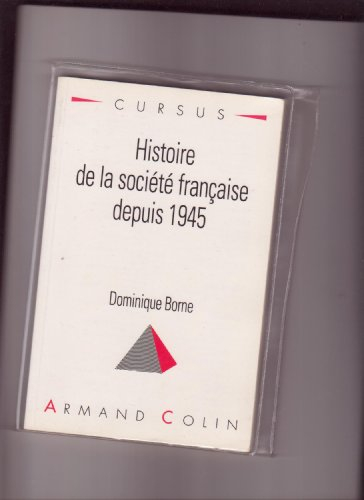 CURSUS
Histoire
de la société française
depuis 1945
Dominique Borne
ARMAND COLIN